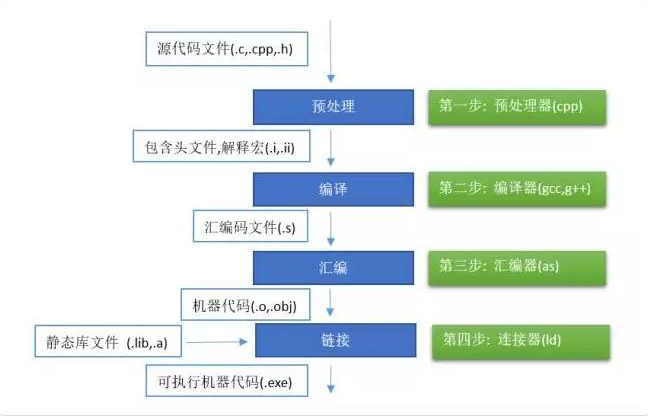 源代码文件(.c,.cpp,.h)
预处理
第一步: 预处理器(cpp)
包含头文件,解释宏(.i,.ii)
编译
第二步: 编译器(gcc,g++)
汇编码文件(.s)
汇编
第三步: 汇编器(as)
机器代码(.o,.obj)
静态库文件 (.lib,.a)
链接
第四步: 连接器(ld)
可执行机器代码(.exe)